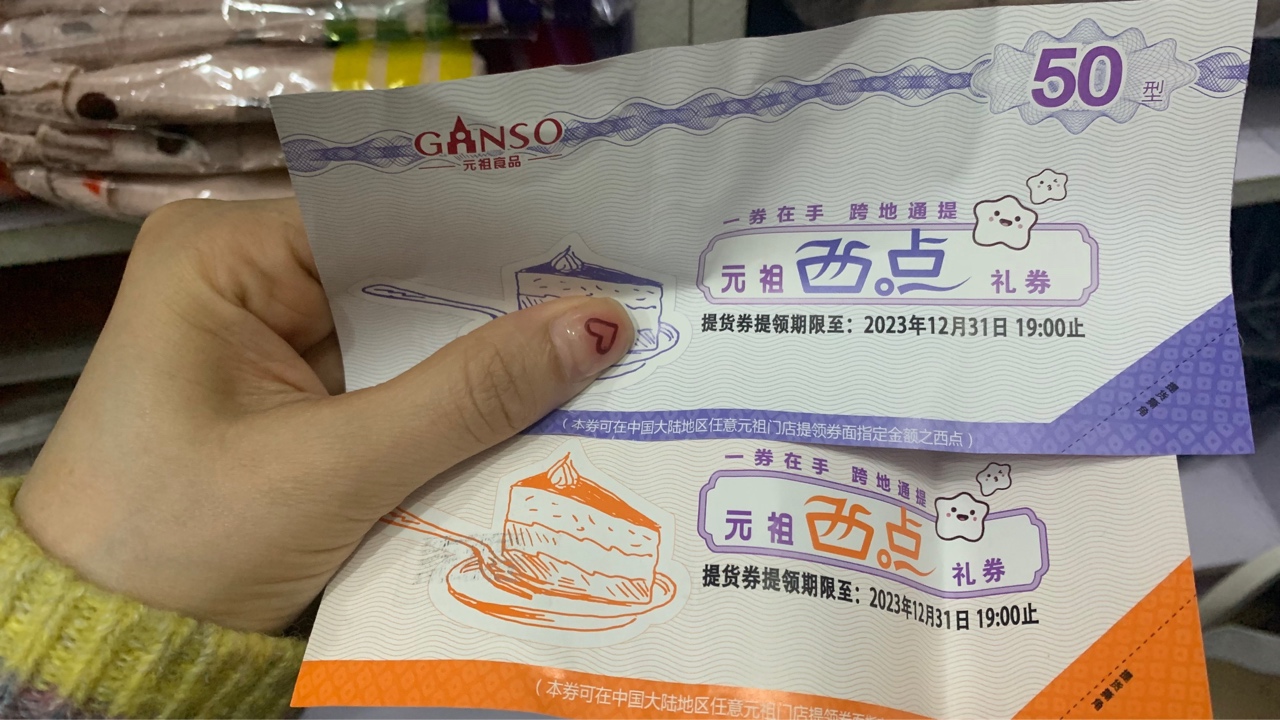 50型
GANSO
元祖食品
一券在手 跨地通提
元祖西点礼券
提货券提领期限至：2023年12月31日 19:00止
（本券可在中国大陆地区任意元祖门店提领券面指定金额之西点）
一券在手 跨地通提
元祖西点礼券
提货券提领期限至：2023年12月31日 19:00止
（本券可在中国大陆地区任意元祖门店提领券面